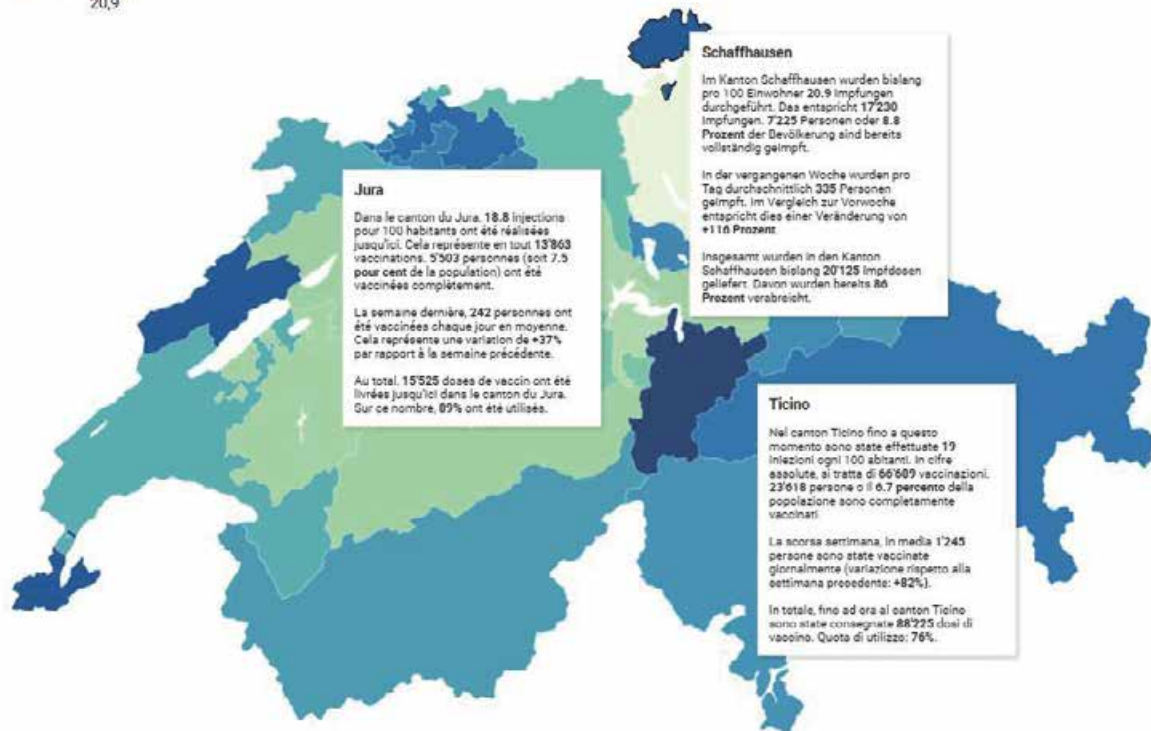 20,9
Schaffhausen
Im Kanton Schaffhausen wurden bislang
pro 100 Einwohner 20.9 Impfungen
durchgeführt. Das entspricht 17'230
Impfungen. 7'225 Personen oder 8.8
Prozent der Bevölkerung sind bereits
vollständig geimpft.
In der vergangenen Woche wurden pro
Tag durchschnittlich 335 Personen
geimpft. Im Vergleich zur Vorwoche
entspricht dies einer Veränderung von
+116 Prozent
Insgesamt wurden in den Kanton
Schaffhausen bislang 20'125 Impfdosen
geliefert. Davon wurden bereits 86
Prozent verabreicht.
Jura
Dans le canton du Jura, 18.8 injections
pour 100 habitants ont été réalisées
jusqu'ici. Cela représente en tout 13'863
vaccinations. 5'503 personnes (soit 7.5
pour cent de la population) ont été
vaccinées complètement.
La semaine dernière, 242 personnes ont
été vaccinées chaque jour en moyenne.
Cela représente une variation de +37%
par rapport à la semaine précédente.
Au total, 15'525 doses de vaccin ont été
livrées jusqu'ici dans le canton du Jura.
Sur ce nombre, 89% ont été utilisés.
Ticino
Nel canton Ticino fino a questo
momento sono state effettuate 19
iniezioni ogni 100 abitanti. In cifre
assolute, si tratta di 66'609 vaccinazioni.
23'618 persone o il 6.7 percento della
popolazione sono completamente
vaccinati
La scorsa settimana, in media 1'245
persone sono state vaccinate
giornalmente (variazione rispetto alla
settimana precedente: +82%).
In totale, fino ad ora al canton Ticino
sono state consegnate 88'225 dosi di
vaccino. Quota di utilizzo: 76%.